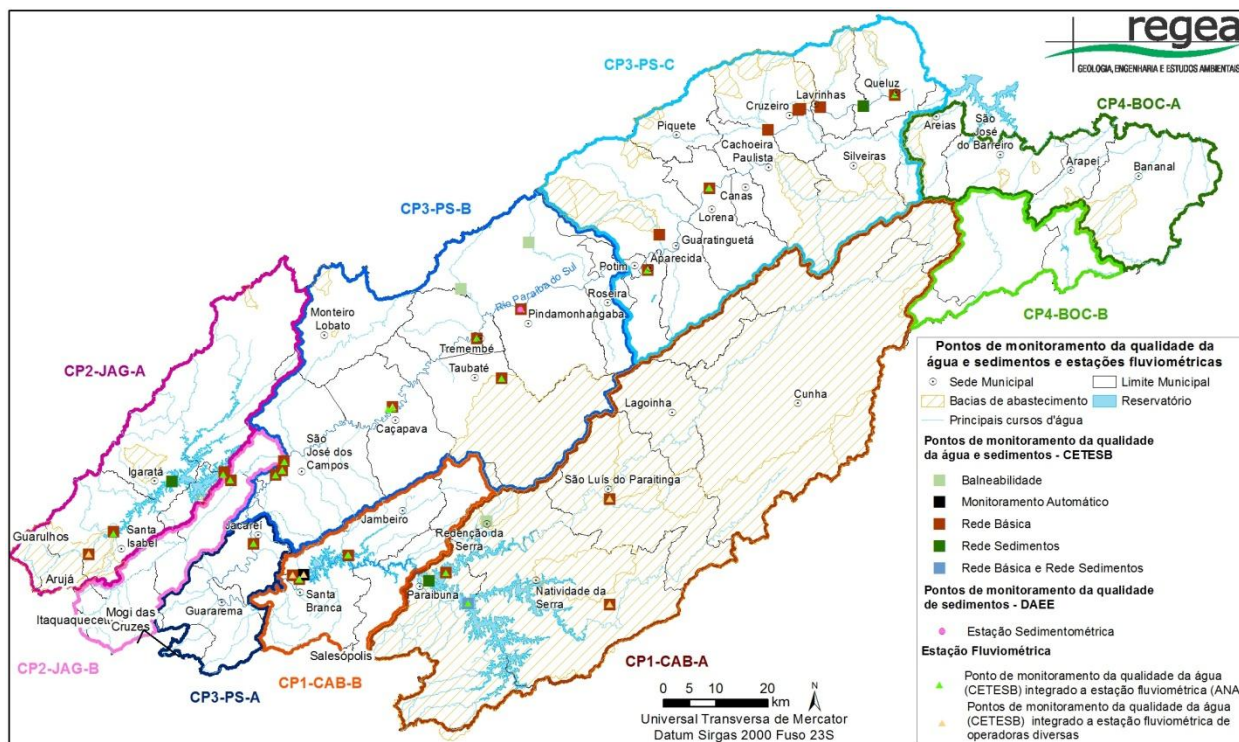 regea
GEOLOGIA, ENGENHARIA E ESTUDOS AMBIENTAIS
CP3-PS-C
Queluz
Lavrinhas
Cruzeiro
Piquete
Cachoeira
Paulista
Silveiras
Canas
Lorena
Guaratinguetá
Potim
Aparecida
Roseira
CP4-BOC-A
Areias
São
José
do Barreiro
Arapeí
Bananal
CP4-BOC-B
CP3-PS-B
Rio Paraíba do Sul
Monteiro
Lobato
Pindamonhangaba
Tremembé
Taubaté
Caçapava
São
José dos
Campos
CP2-JAG-A
Igaratá
Guarulhos
Santa
Isabel
Arujá
Itaquaquece
Mogi das
Cruzes
CP2-JAG-B
Jacareí
Guararema
CP3-PS-A
Jambeiro
Santa
Branca
Salesópolis
CP1-CAB-B
Lagoinha
Cunha
São Luís do Paraitinga
Redenção da
Serra
Paraibuna
Natividade da
Serra
CP1-CAB-A
0 5 10 20
km
N
Universal Transversa de Mercator
Datum Sirgas 2000 Fuso 23S
Pontos de monitoramento da qualidade da
água e sedimentos e estações fluviométricas
Sede Municipal
Limite Municipal
Bacias de abastecimento
Reservatório
Principais cursos d'água
Pontos de monitoramento da qualidade
da água e sedimentos - CETESB
Balneabilidade
Monitoramento Automático
Rede Básica
Rede Sedimentos
Rede Básica e Rede Sedimentos
Pontos de monitoramento da qualidade
de sedimentos - DAEE
Estação Sedimentométrica
Estação Fluviométrica
Ponto de monitoramento da qualidade da água
(CETESB) integrado a estação fluviométrica (ANA
Pontos de monitoramento da qualidade da água
(CETESB) integrado a estação fluviométrica de
operadoras diversas